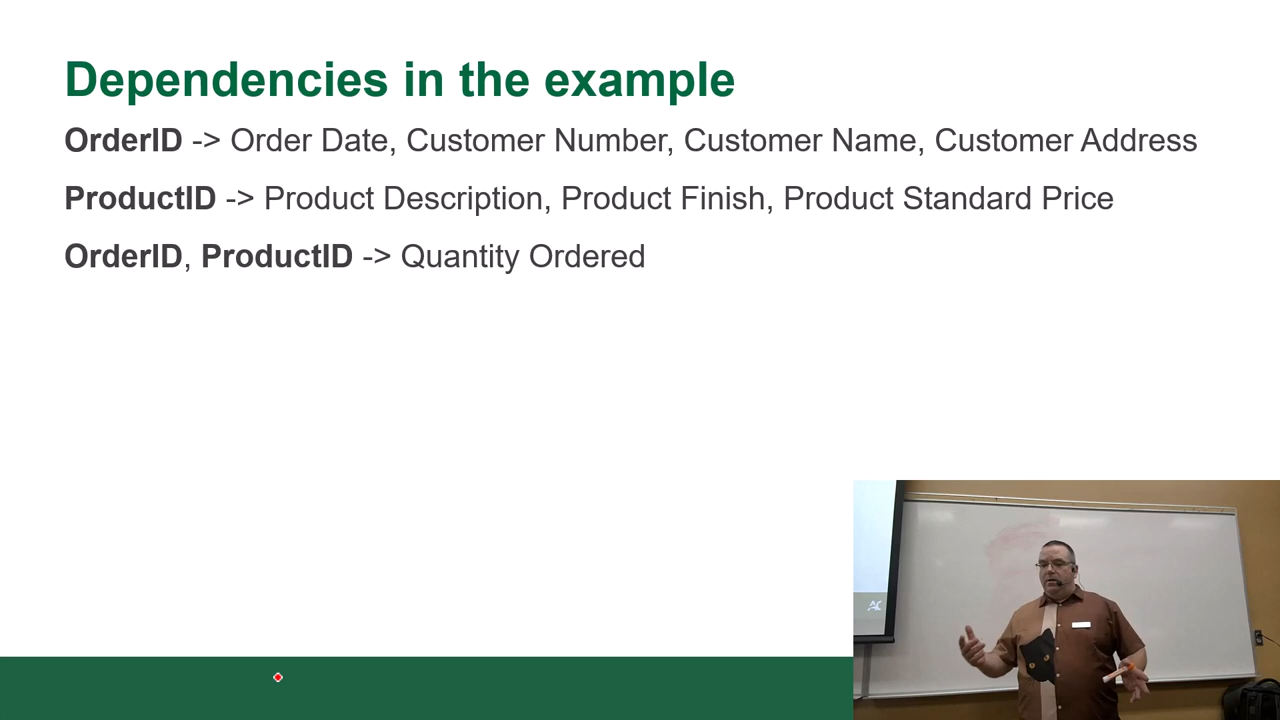 Dependencies in the example
OrderID -> Order Date, Customer Number, Customer Name, Customer Address
ProductID -> Product Description, Product Finish, Product Standard Price
OrderID, ProductID -> Quantity Ordered
AC